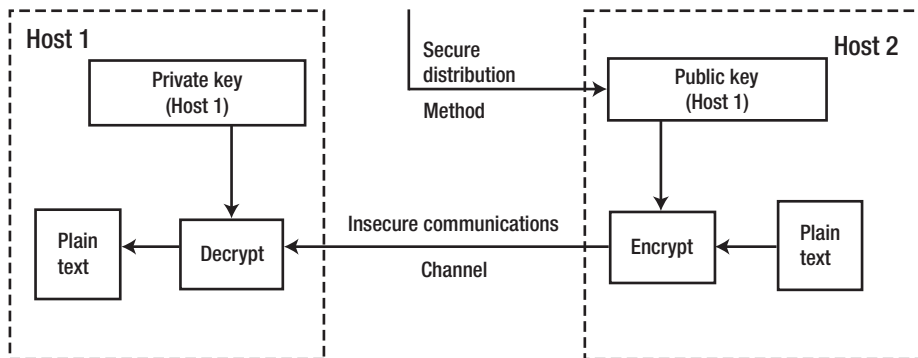 Host 1
Private key
(Host 1)
Secure
distribution
Method
Host 2
Public key
(Host 1)
Plain
text
Decrypt
Insecure communications
Channel
Encrypt
Plain
text